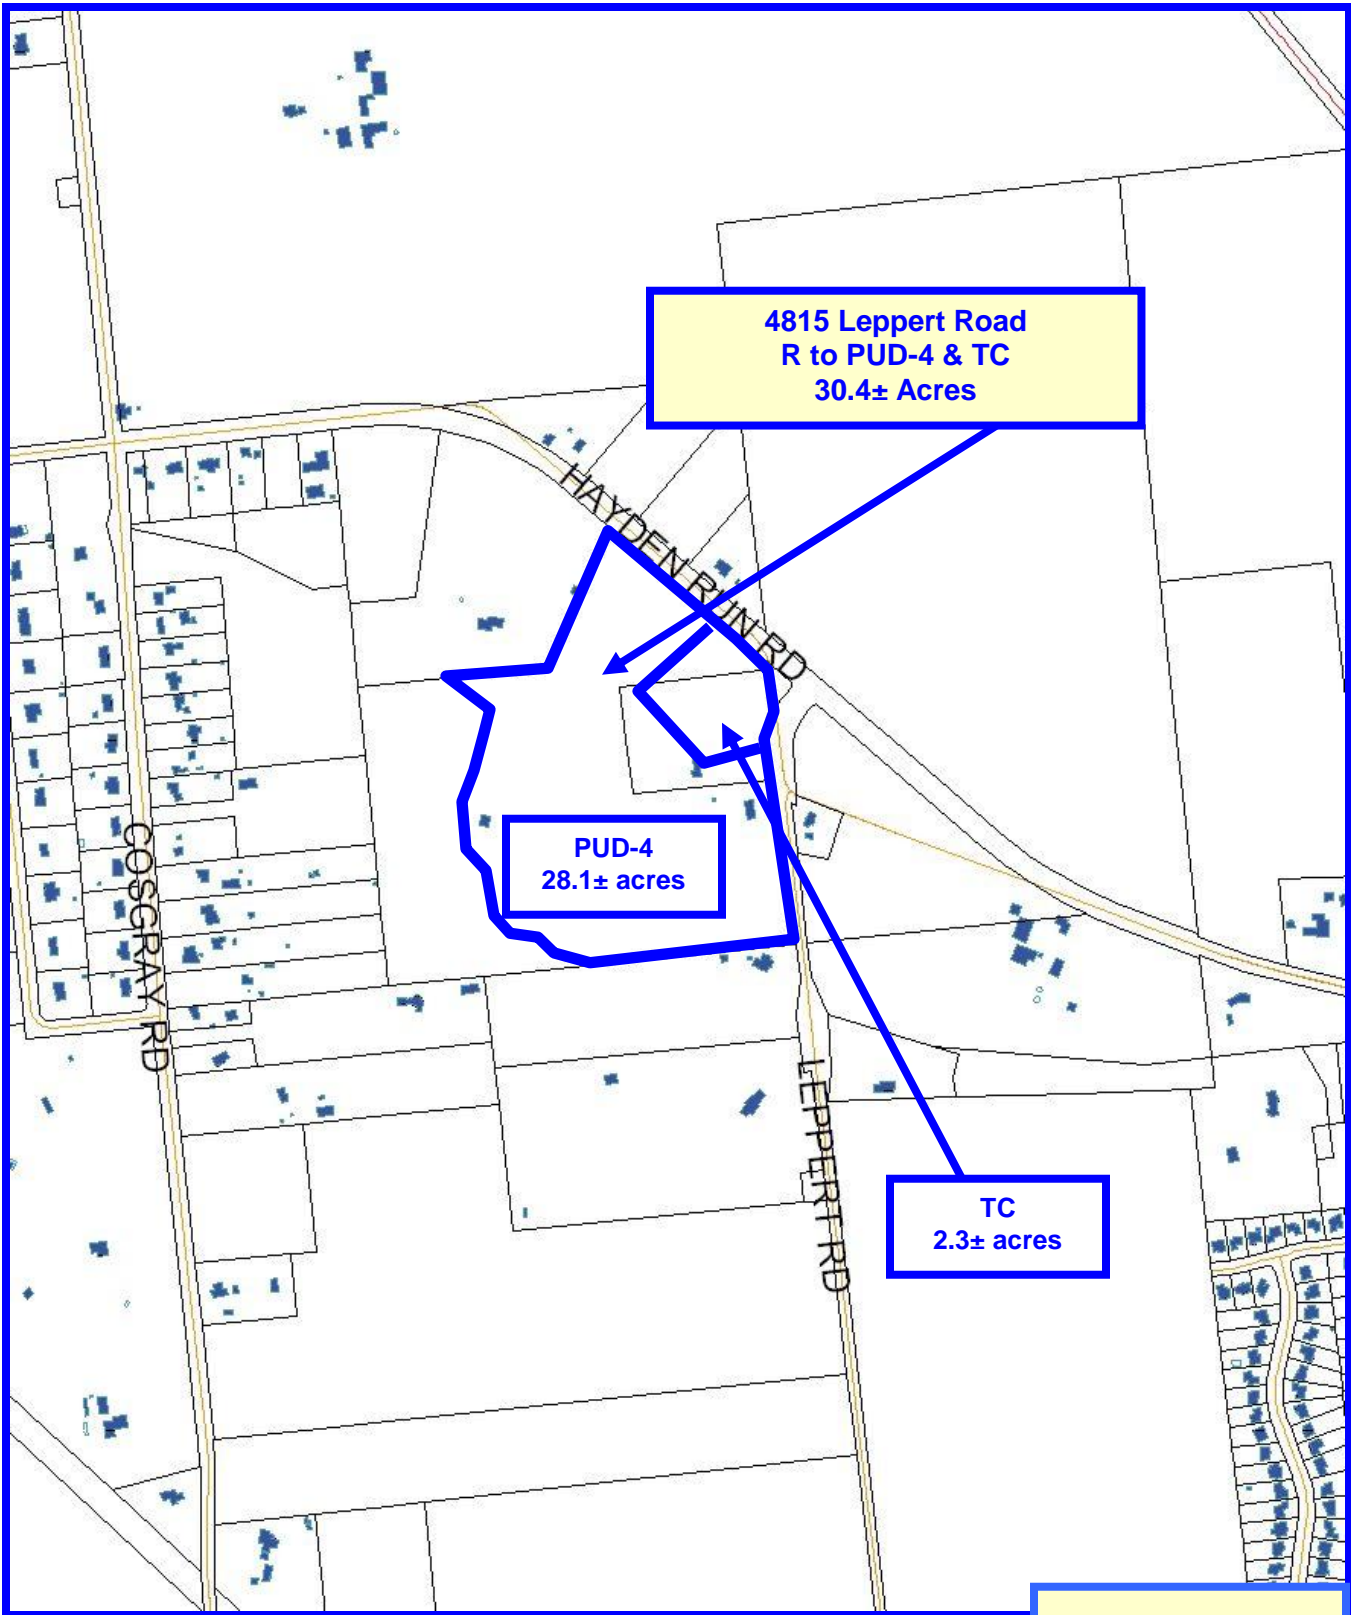 4815 Leppert Road
R to PUD-4 & TC
30.4± Acres
HAYDEN RUN RD
PUD-4
28.1± acres
COSGRAY RD
LEPPERT RD
TC
2.3± acres